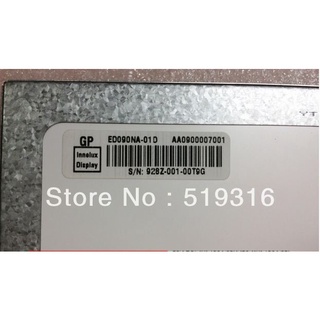 GP
ED090NA-01D AA0900007001
Innolux
Display
S/N: 928Z-001-00T9G
Store No: 519316